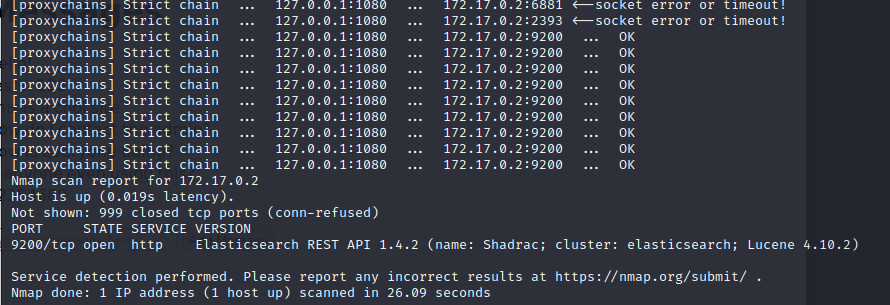 [proxychains] Strict chain  ...  127.0.0.1:1080  ...  172.17.0.2:6881 <--socket error or timeout!
[proxychains] Strict chain  ...  127.0.0.1:1080  ...  172.17.0.2:2393 <--socket error or timeout!
[proxychains] Strict chain  ...  127.0.0.1:1080  ...  172.17.0.2:9200  ...  OK
[proxychains] Strict chain  ...  127.0.0.1:1080  ...  172.17.0.2:9200  ...  OK
[proxychains] Strict chain  ...  127.0.0.1:1080  ...  172.17.0.2:9200  ...  OK
[proxychains] Strict chain  ...  127.0.0.1:1080  ...  172.17.0.2:9200  ...  OK
[proxychains] Strict chain  ...  127.0.0.1:1080  ...  172.17.0.2:9200  ...  OK
[proxychains] Strict chain  ...  127.0.0.1:1080  ...  172.17.0.2:9200  ...  OK
[proxychains] Strict chain  ...  127.0.0.1:1080  ...  172.17.0.2:9200  ...  OK
[proxychains] Strict chain  ...  127.0.0.1:1080  ...  172.17.0.2:9200  ...  OK
[proxychains] Strict chain  ...  127.0.0.1:1080  ...  172.17.0.2:9200  ...  OK
Nmap scan report for 172.17.0.2
Host is up (0.019s latency).
Not shown: 999 closed tcp ports (conn-refused)
PORT     STATE SERVICE VERSION
9200/tcp open  http    Elasticsearch REST API 1.4.2 (name: Shadrac; cluster: elasticsearch; Lucene 4.10.2)

Service detection performed. Please report any incorrect results at https://nmap.org/submit/ .
Nmap done: 1 IP address (1 host up) scanned in 26.09 seconds